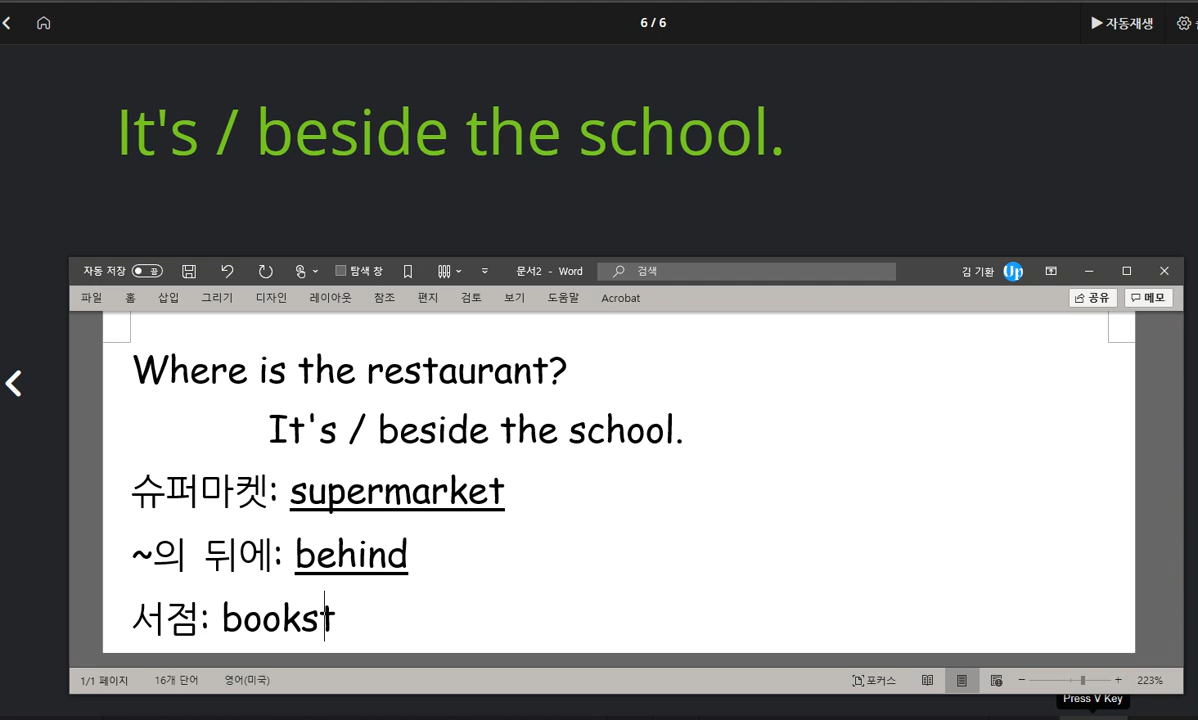 6 / 6
▶ 자동재생
It's / beside the school.
자동 저장 끔 탐색 창 문서2 - Word 검색 김 기환 Up
파일 홈 삽입 그리기 디자인 레이아웃 참조 편지 검토 보기 도움말 Acrobat 공유 메모
Where is the restaurant?
It's / beside the school.
슈퍼마켓: supermarket
~의 뒤에: behind
서점: bookst
1/1 페이지 16개 단어 영어(미국) 포커스 223%
Press V Key